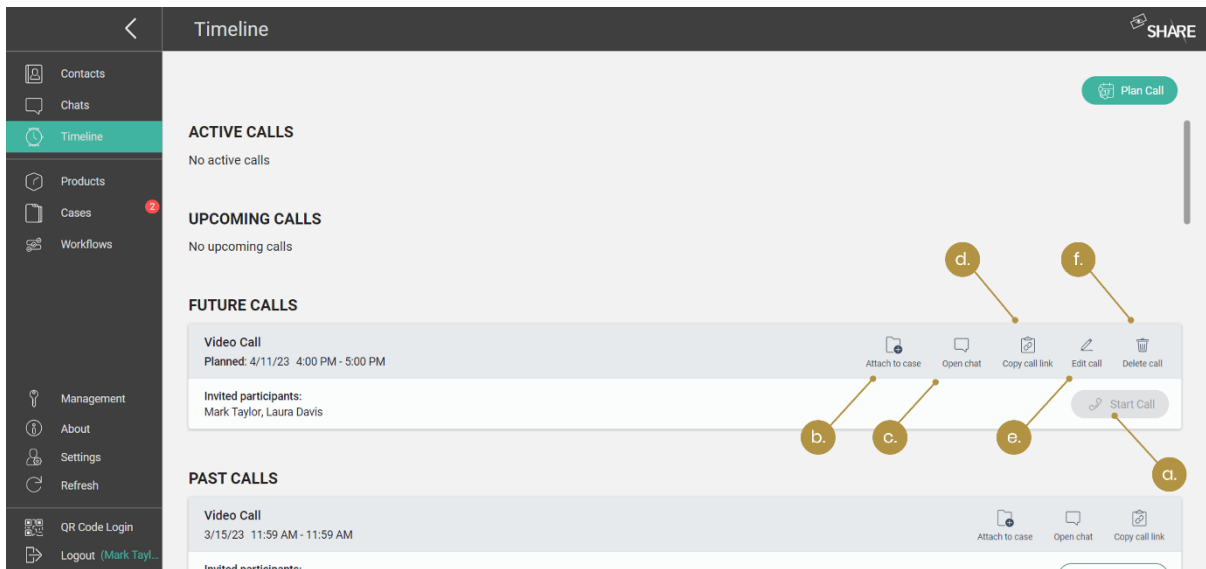 Timeline
SHARE
Contacts
Chats
Timeline
Products
Cases
2
Workflows
Management
About
Settings
Refresh
QR Code Login
Logout (Mark Tayl...
Plan Call
ACTIVE CALLS
No active calls
UPCOMING CALLS
No upcoming calls
d.
f.
FUTURE CALLS
Video Call
Planned: 4/11/23 4:00 PM - 5:00 PM
Attach to case
Open chat
Copy call link
Edit call
Delete call
Invited participants:
Mark Taylor, Laura Davis
Start Call
b.
c.
e.
a.
PAST CALLS
Video Call
3/15/23 11:59 AM - 11:59 AM
Attach to case
Open chat
Copy call link
Invited participants: